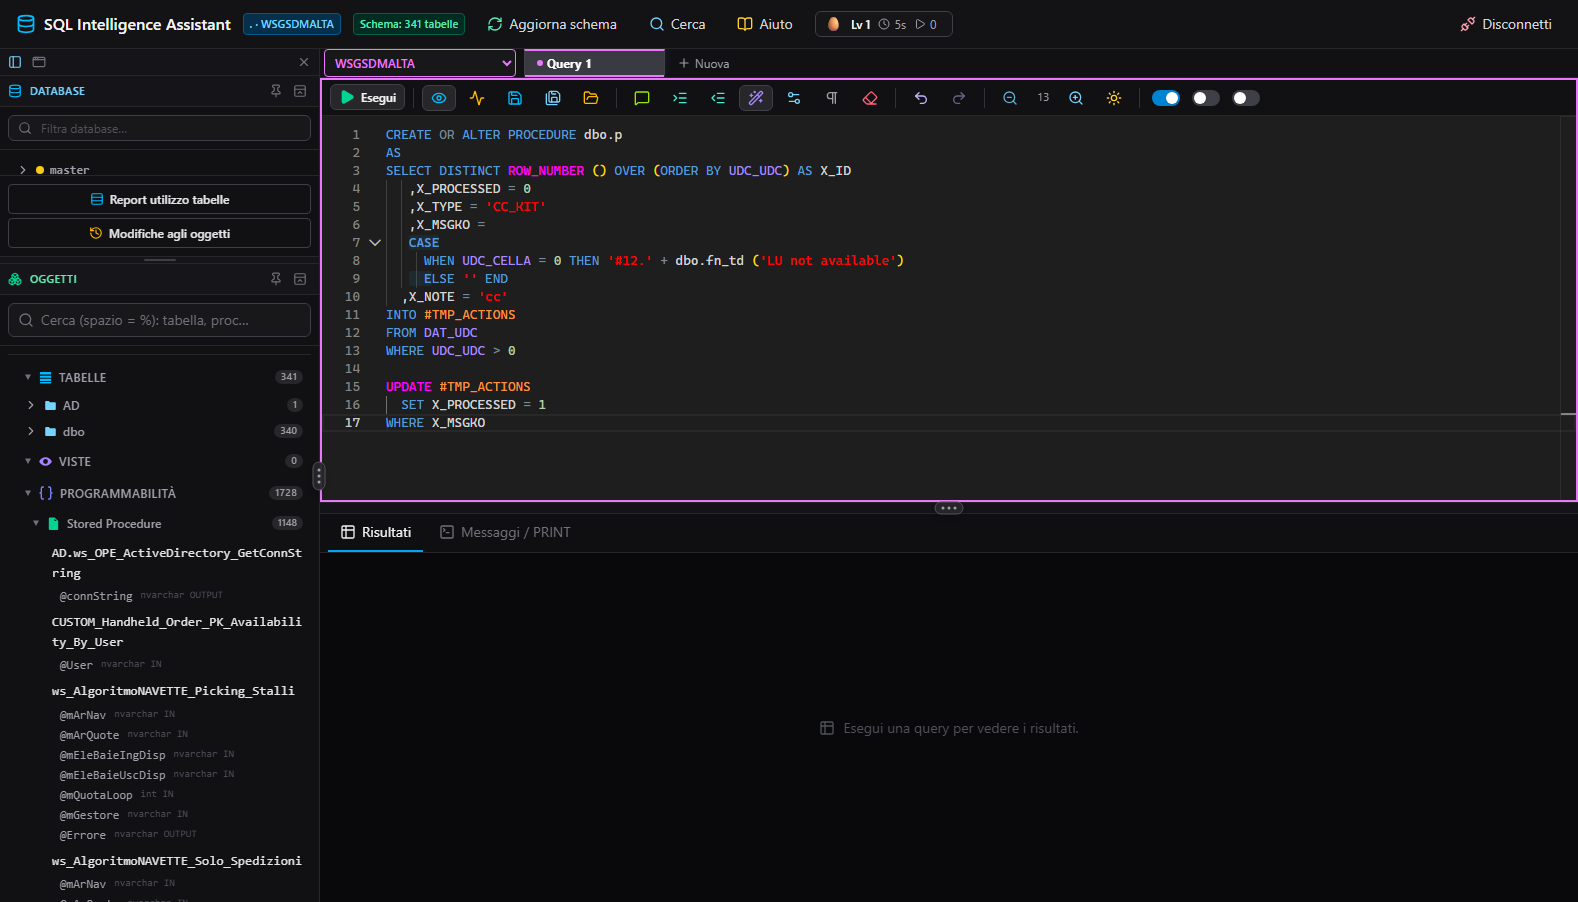 SQL Intelligence Assistant
..·WSGSDMALTA
Schema: 341 tabelle
Aggiorna schema
Cerca
Aiuto
Lv 1
5s
0
Disconnetti
DATABASE
Filtra database...
master
Report utilizzo tabelle
Modifiche agli oggetti
OGGETTI
Cerca (spazio = %): tabella, proc...
TABELLE 341
AD 1
dbo 340
VISTE 0
PROGRAMMABILITÀ 1728
Stored Procedure 1148
AD.ws_OPE_ActiveDirectory_GetConnSt
ring
@connString nvarchar OUTPUT
CUSTOM_Handheld_Order_PK_Availabili
ty_By_User
@User nvarchar IN
ws_AlgoritmoNAVETTE_Picking_Stalli
@mArNav nvarchar IN
@mArQuote nvarchar IN
@mEleBaieIngDisp nvarchar IN
@mEleBaieUscDisp nvarchar IN
@mQuotaLoop int IN
@mGestore nvarchar IN
@Errore nvarchar OUTPUT
ws_AlgoritmoNAVETTE_Solo_Spedizioni
@mArNav nvarchar IN
WSGSDMALTA
Query 1
Nuova
Esegui
13
1 CREATE OR ALTER PROCEDURE dbo.p
2 AS
3 SELECT DISTINCT ROW_NUMBER () OVER (ORDER BY UDC_UDC) AS X_ID
4 ,X_PROCESSED = 0
5 ,X_TYPE = 'CC_KIT'
6 ,X_MSGKO =
7 CASE
8 WHEN UDC_CELLA = 0 THEN '#12.' + dbo.fn_td ('LU not available')
9 ELSE '' END
10 ,X_NOTE = 'cc'
11 INTO #TMP_ACTIONS
12 FROM DAT_UDC
13 WHERE UDC_UDC > 0
14
15 UPDATE #TMP_ACTIONS
16 SET X_PROCESSED = 1
17 WHERE X_MSGKO
Risultati
Messaggi / PRINT
Esegui una query per vedere i risultati.